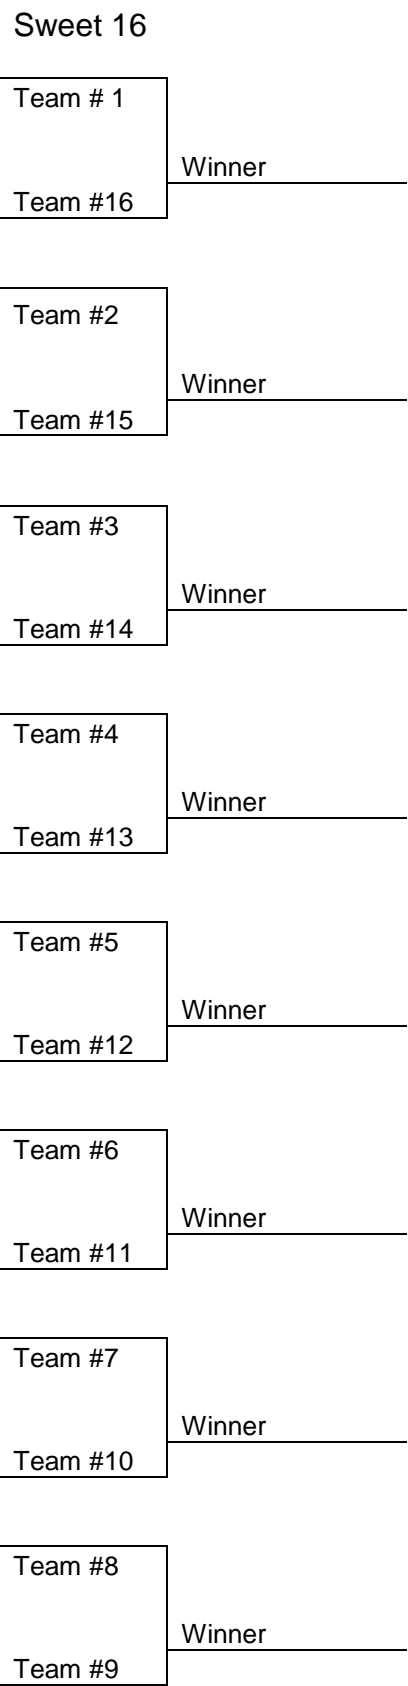 Sweet 16
Team # 1
Winner
Team #16
Team #2
Winner
Team #15
Team #3
Winner
Team #14
Team #4
Winner
Team #13
Team #5
Winner
Team #12
Team #6
Winner
Team #11
Team #7
Winner
Team #10
Team #8
Winner
Team #9